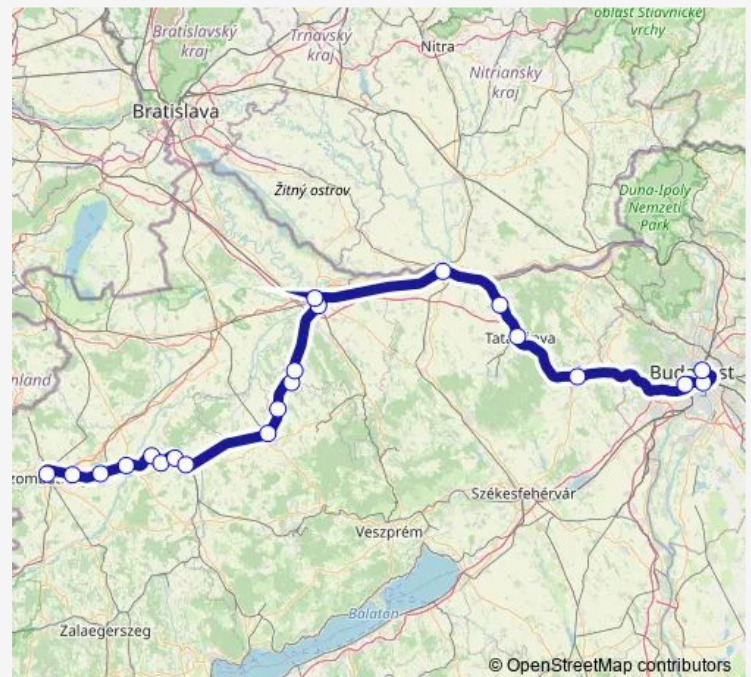 oblasť Štiavnické
vrchy
Bratislavský
kraj
Trnavský
kraj
Nitra
Nitriansky
kraj
Bratislava
Žitný ostrov
Duna-Ipoly
Nemzeti
Park
Székesfehérvár
Veszprém
Balaton
Zalaegerszeg
© OpenStreetMap contributors